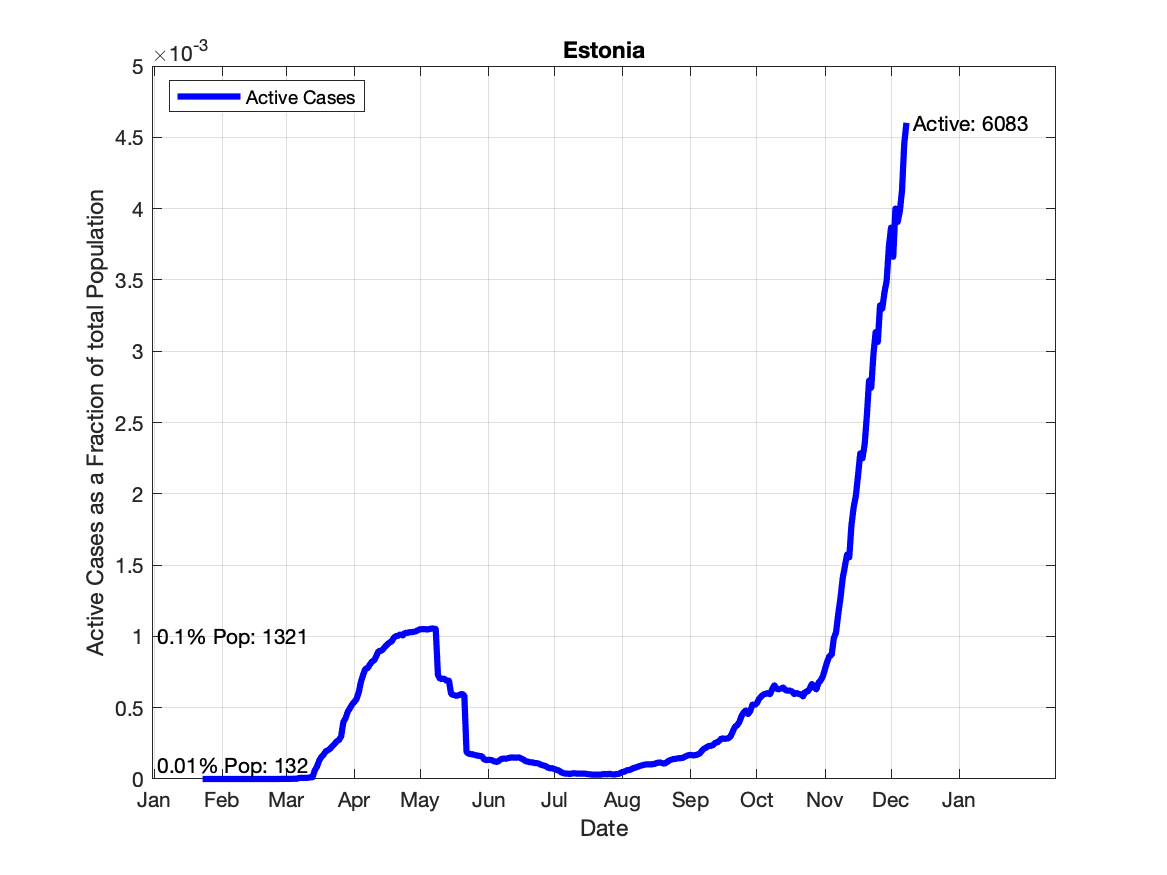 Estonia
×10-3
5
Active Cases
Active: 6083
4.5
4
3.5
3
2.5
2
1.5
1
0.1% Pop: 1321
0.5
0.01% Pop: 132
0
Jan Feb Mar Apr May Jun Jul Aug Sep Oct Nov Dec Jan
Date
Active Cases as a Fraction of total Population